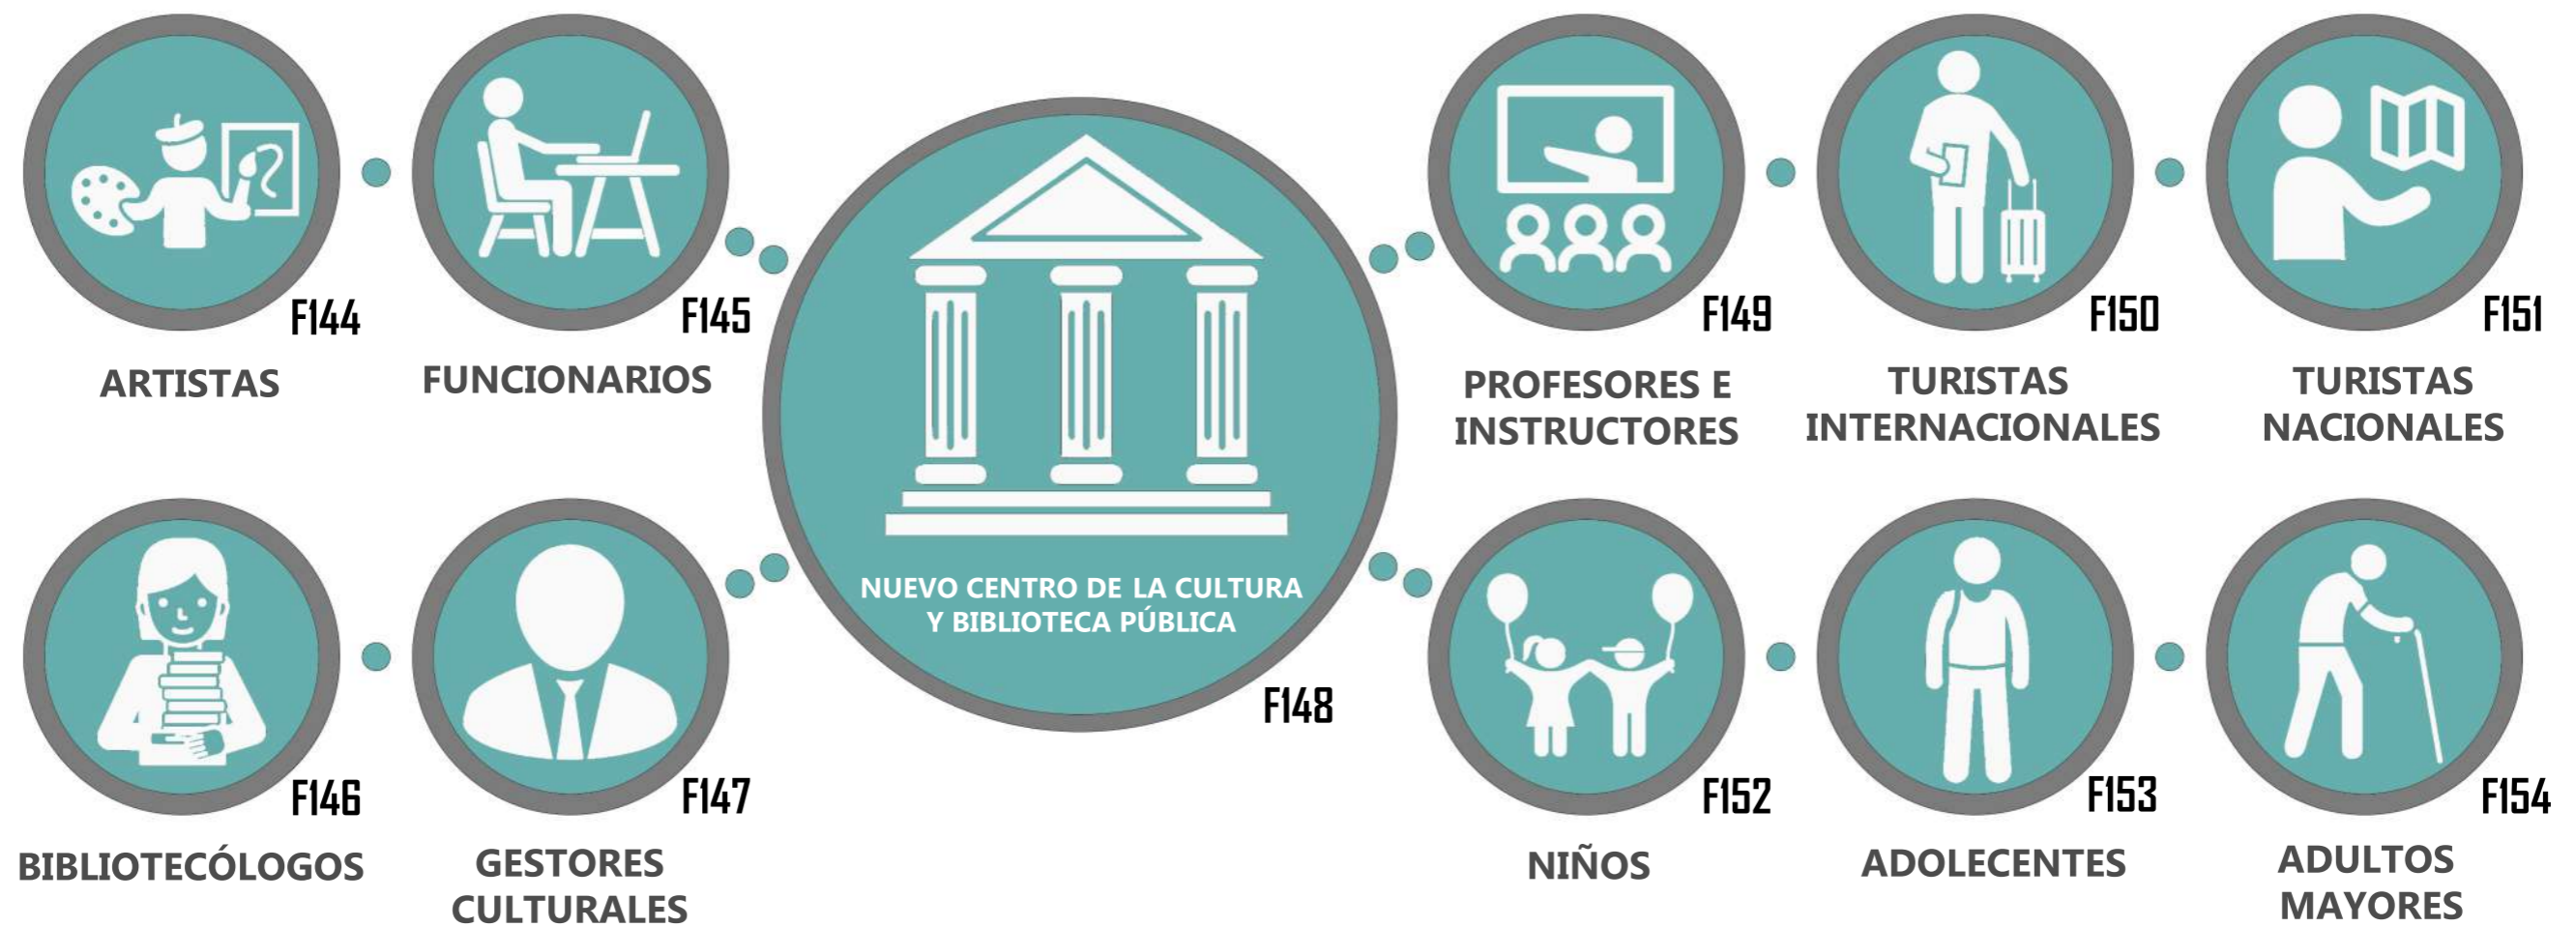 F144
ARTISTAS
F145
FUNCIONARIOS
F146
BIBLIOTECÓLOGOS
F147
GESTORES
CULTURALES
NUEVO CENTRO DE LA CULTURA
Y BIBLIOTECA PÚBLICA
F148
F149
PROFESORES E
INSTRUCTORES
F150
TURISTAS
INTERNACIONALES
F151
TURISTAS
NACIONALES
F152
NIÑOS
F153
ADOLECENTES
F154
ADULTOS
MAYORES